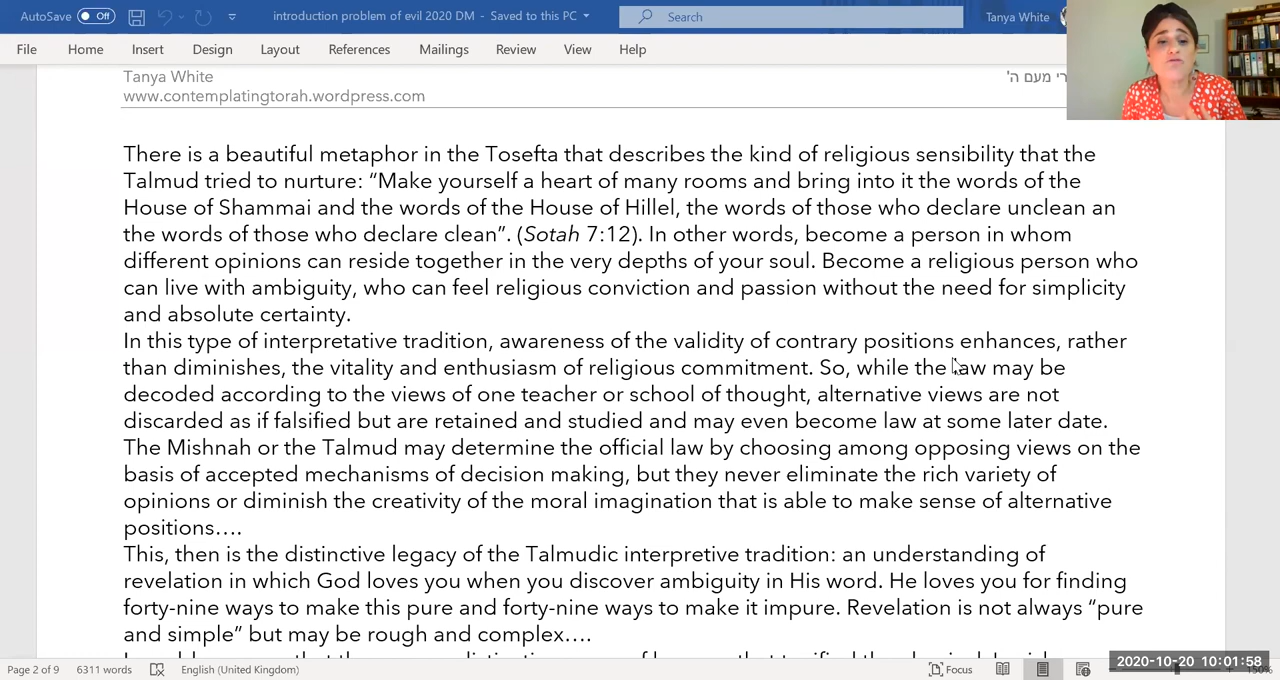 AutoSave Off introduction problem of evil 2020 DM - Saved to this PC Search Tanya White
File Home Insert Design Layout References Mailings Review View Help
Tanya White
רי מעם ה'
www.contemplatingtorah.wordpress.com
There is a beautiful metaphor in the Tosefta that describes the kind of religious sensibility that the
Talmud tried to nurture: “Make yourself a heart of many rooms and bring into it the words of the
House of Shammai and the words of the House of Hillel, the words of those who declare unclean an
the words of those who declare clean”. (Sotah 7:12). In other words, become a person in whom
different opinions can reside together in the very depths of your soul. Become a religious person who
can live with ambiguity, who can feel religious conviction and passion without the need for simplicity
and absolute certainty.
In this type of interpretative tradition, awareness of the validity of contrary positions enhances, rather
than diminishes, the vitality and enthusiasm of religious commitment. So, while the law may be
decoded according to the views of one teacher or school of thought, alternative views are not
discarded as if falsified but are retained and studied and may even become law at some later date.
The Mishnah or the Talmud may determine the official law by choosing among opposing views on the
basis of accepted mechanisms of decision making, but they never eliminate the rich variety of
opinions or diminish the creativity of the moral imagination that is able to make sense of alternative
positions….
This, then is the distinctive legacy of the Talmudic interpretive tradition: an understanding of
revelation in which God loves you when you discover ambiguity in His word. He loves you for finding
forty-nine ways to make this pure and forty-nine ways to make it impure. Revelation is not always “pure
and simple” but may be rough and complex….
Page 2 of 9 6311 words English (United Kingdom) Focus 2020-10-20 10:01:58 150%